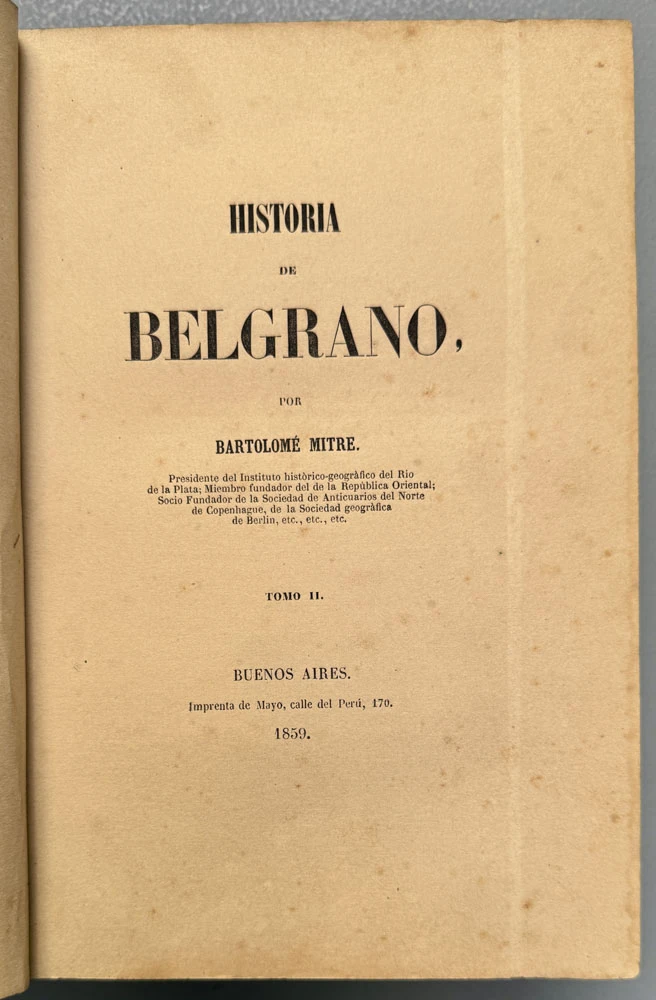 HISTORIA
DE
BELGRANO,
POR
BARTOLOMÉ MITRE.
Presidente del Instituto històrico-geogràfico del Rio
de la Plata; Miembro fundador del de la República Oriental;
Socio Fundador de la Sociedad de Anticuarios del Norte
de Copenhague, de la Sociedad geogràfica
de Berlin, etc., etc., etc.
TOMO II.
BUENOS AIRES.
Imprenta de Mayo, calle del Perú, 170.
1859.